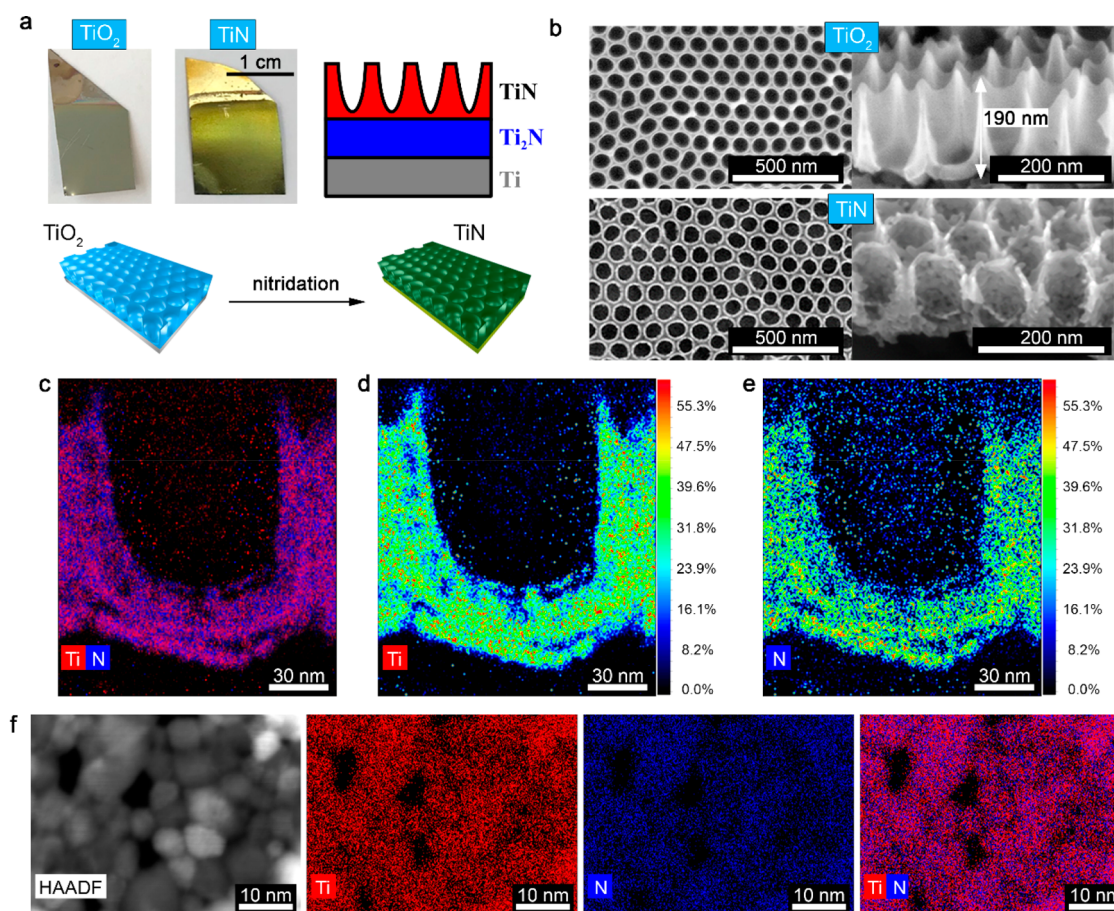 a
TiO₂
TiN
1 cm
TiN
Ti₂N
Ti
TiO₂
nitridation
TiN
b
TiO₂
500 nm
190 nm
200 nm
TiN
500 nm
200 nm
c
Ti N
30 nm
d
55.3%
47.5%
39.6%
31.8%
23.9%
16.1%
8.2%
0.0%
Ti
30 nm
e
55.3%
47.5%
39.6%
31.8%
23.9%
16.1%
8.2%
0.0%
N
30 nm
f
HAADF
10 nm
Ti
10 nm
N
10 nm
Ti N
10 nm